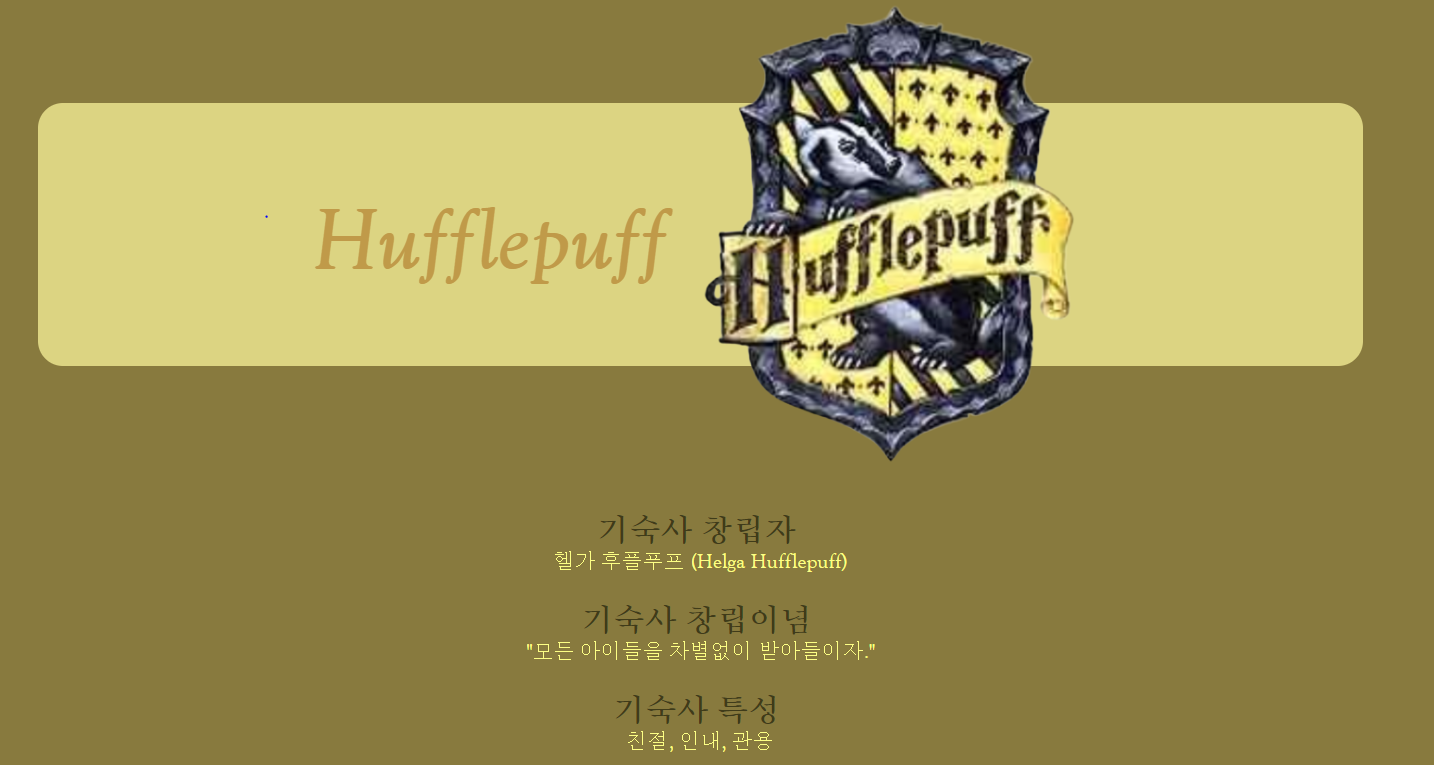 Hufflepuff
Hufflepuff
기숙사 창립자
헬가 후플푸프 (Helga Hufflepuff)
기숙사 창립이념
"모든 아이들을 차별없이 받아들이자."
기숙사 특성
친절, 인내, 관용